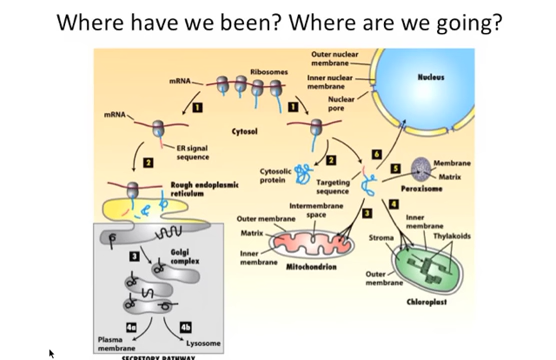 Where have we been? Where are we going?
Outer nuclear
membrane
Ribosomes
mRNA
Inner nuclear
membrane
Nucleus
Nuclear
pore
1
1
mRNA
Cytosol
ER signal
sequence
2
2
6
5
Membrane
Matrix
Cytosolic
protein
Targeting
sequence
Peroxisome
Rough endoplasmic
reticulum
4
3
Intermembrane
space
Outer membrane
Matrix
Inner
membrane
Mitochondrion
Inner
membrane
Stroma
Thylakoids
Outer
membrane
Chloroplast
3
Golgi
complex
4a
4b
Plasma
membrane
Lysosome
SECRETORY PATHWAY